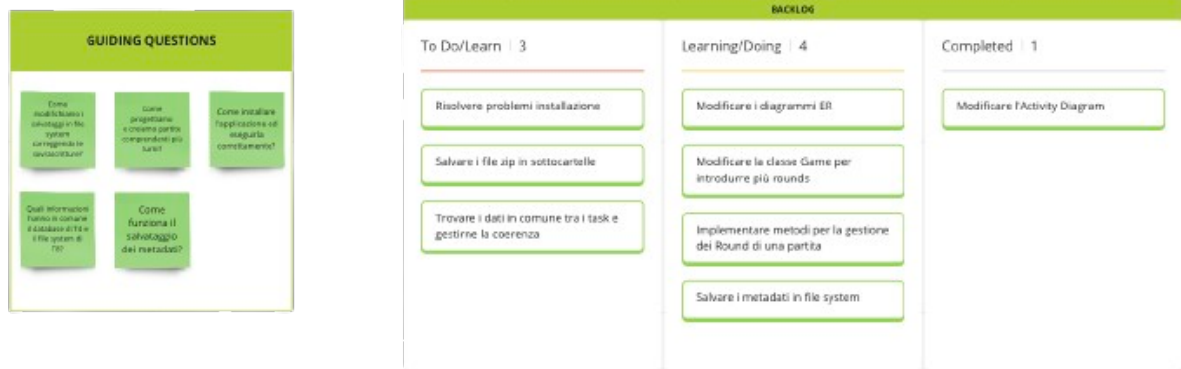 GUIDING QUESTIONS
Come
modifichiamo i
salvataggi in file
system
correggendo le
sovrascritture?
Come
progettiamo
e creiamo partite
comprendenti più
turni?
Come installare
l'applicazione ed
eseguirla
correttamente?
Quali informazioni
hanno in comune
il database di T4 e
il file system di
Come
funziona il
salvataggio
dei metadati?
BACKLOG
To Do/Learn 3
Risolvere problemi installazione
Salvare i file zip in sottocartelle
Trovare i dati in comune tra i task e
gestirne la coerenza
Learning/Doing 4
Modificare i diagrammi ER
Modificare la classe Game per
introdurre più rounds
Implementare metodi per la gestione
dei Round di una partita
Salvare i metadati in file system
Completed 1
Modificare l'Activity Diagram